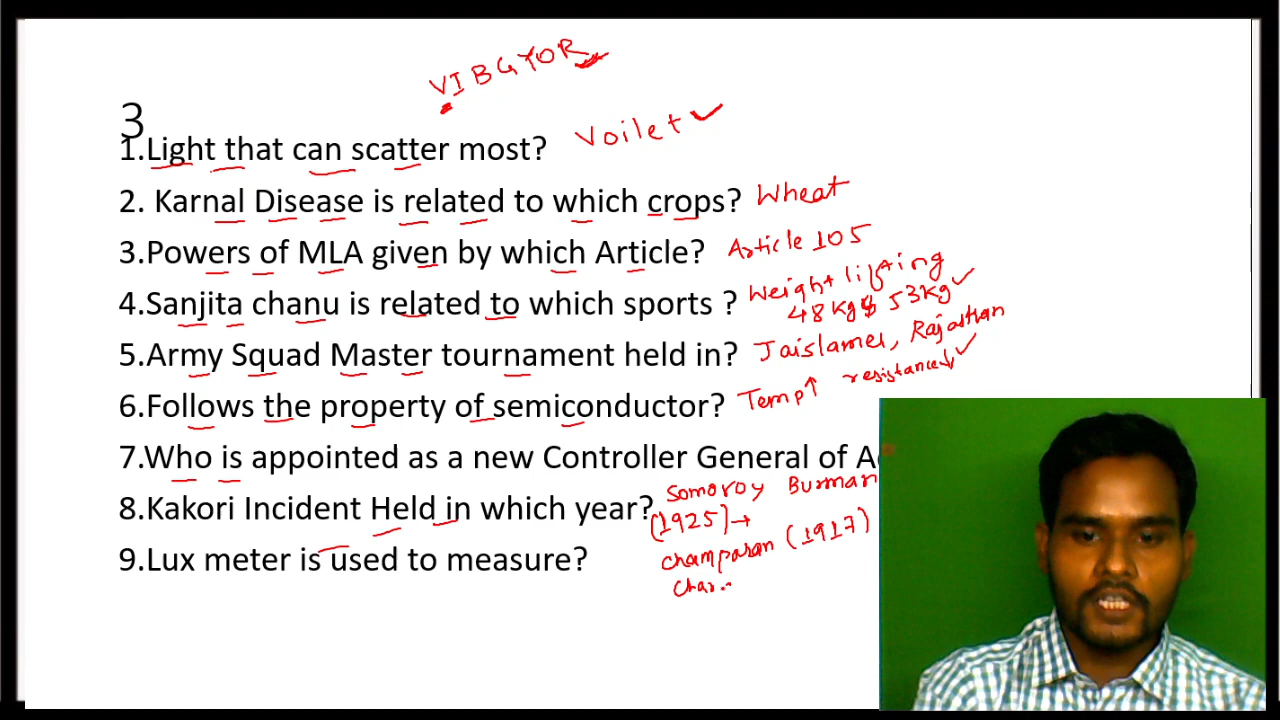 VIBGYOR
3
1.Light that can scatter most? Voilet
2. Karnal Disease is related to which crops? Wheat
3.Powers of MLA given by which Article? Article 105
4.Sanjita chanu is related to which sports ? Weight lifting
48 Kg & 53 Kg
5.Army Squad Master tournament held in? Jaislamer, Rajasthan
6.Follows the property of semiconductor? Temp↑ resistance↓
7.Who is appointed as a new Controller General of
Somoroy Burman
8.Kakori Incident Held in which year? (1925)→
champaran (1917)
9.Lux meter is used to measure?